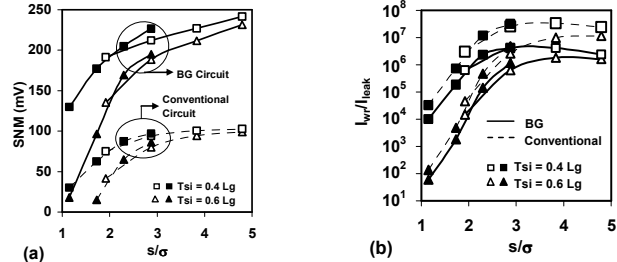 250
200
150
100
50
0
SNM (mV)
BG Circuit
Conventional
Circuit
Tsi = 0.4 Lg
Tsi = 0.6 Lg
1 2 3 4 5
s/σ
(a)
10^8
10^7
10^6
10^5
10^4
10^3
10^2
10^1
I_wr/I_leak
BG
Conventional
Tsi = 0.4 Lg
Tsi = 0.6 Lg
1 2 3 4 5
s/σ
(b)